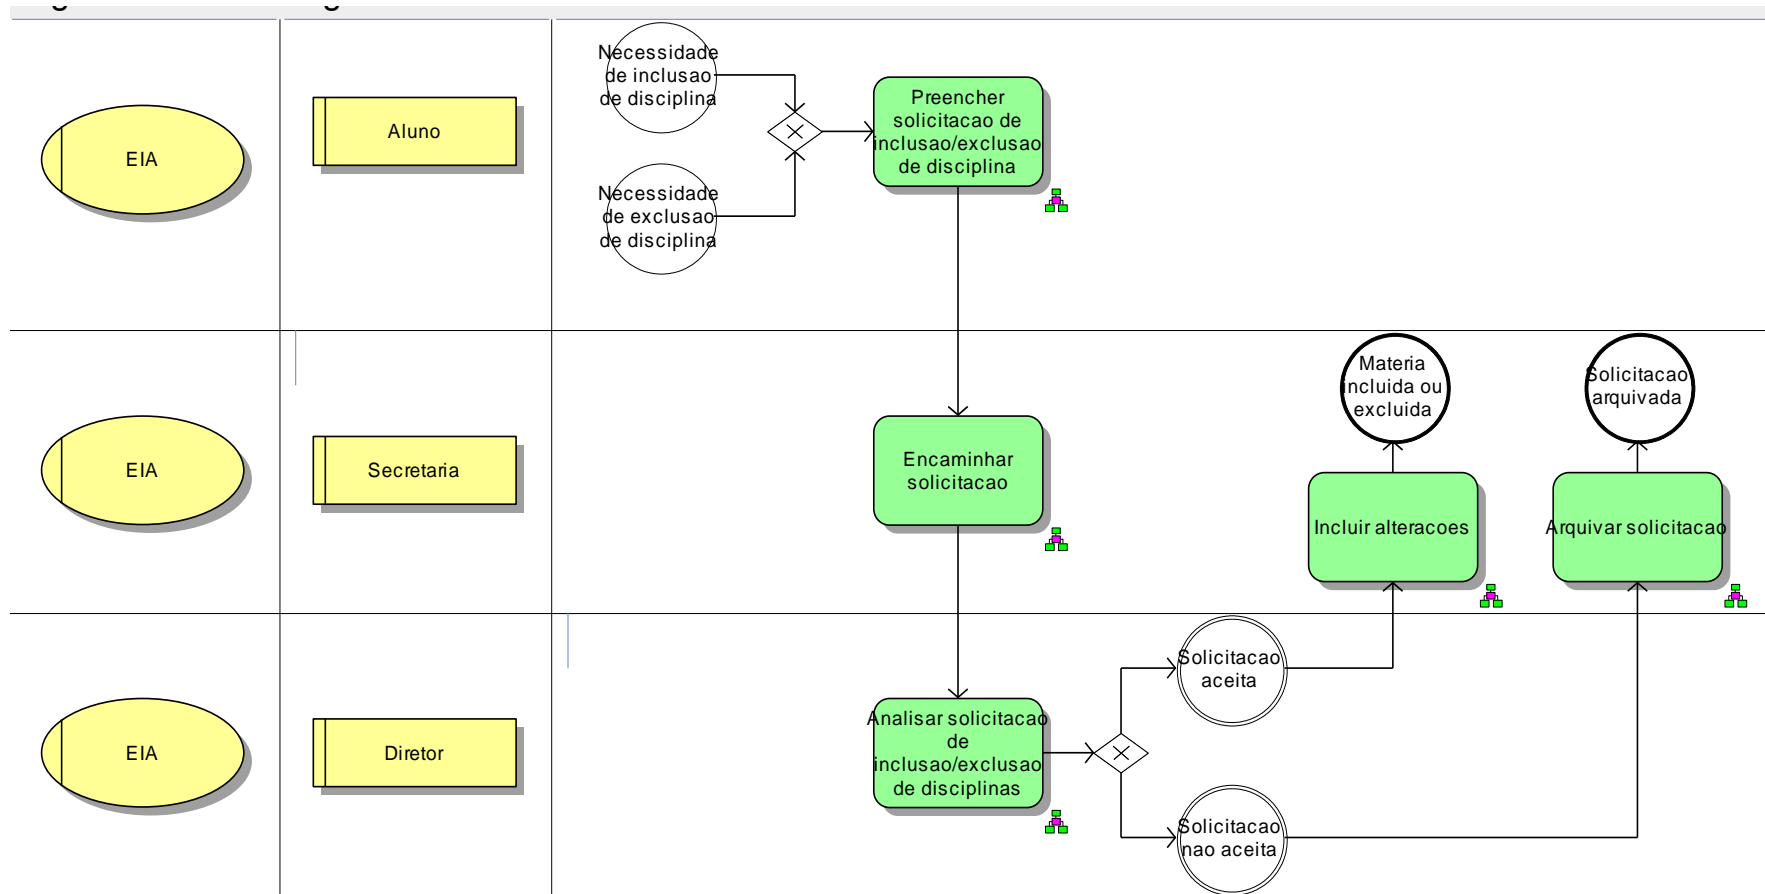 Necessidade
de inclusao
de disciplina
Preencher
solicitacao de
inclusao/exclusao
de disciplina
EIA
Aluno
Necessidade
de exclusao
de disciplina
Materia
incluida ou
excluida
Solicitacao
arquivada
EIA
Secretaria
Encaminhar
solicitacao
Incluir alteracoes
Arquivar solicitacao
EIA
Diretor
Analisar solicitacao
de
inclusao/exclusao
de disciplinas
Solicitacao
aceita
Solicitacao
nao aceita